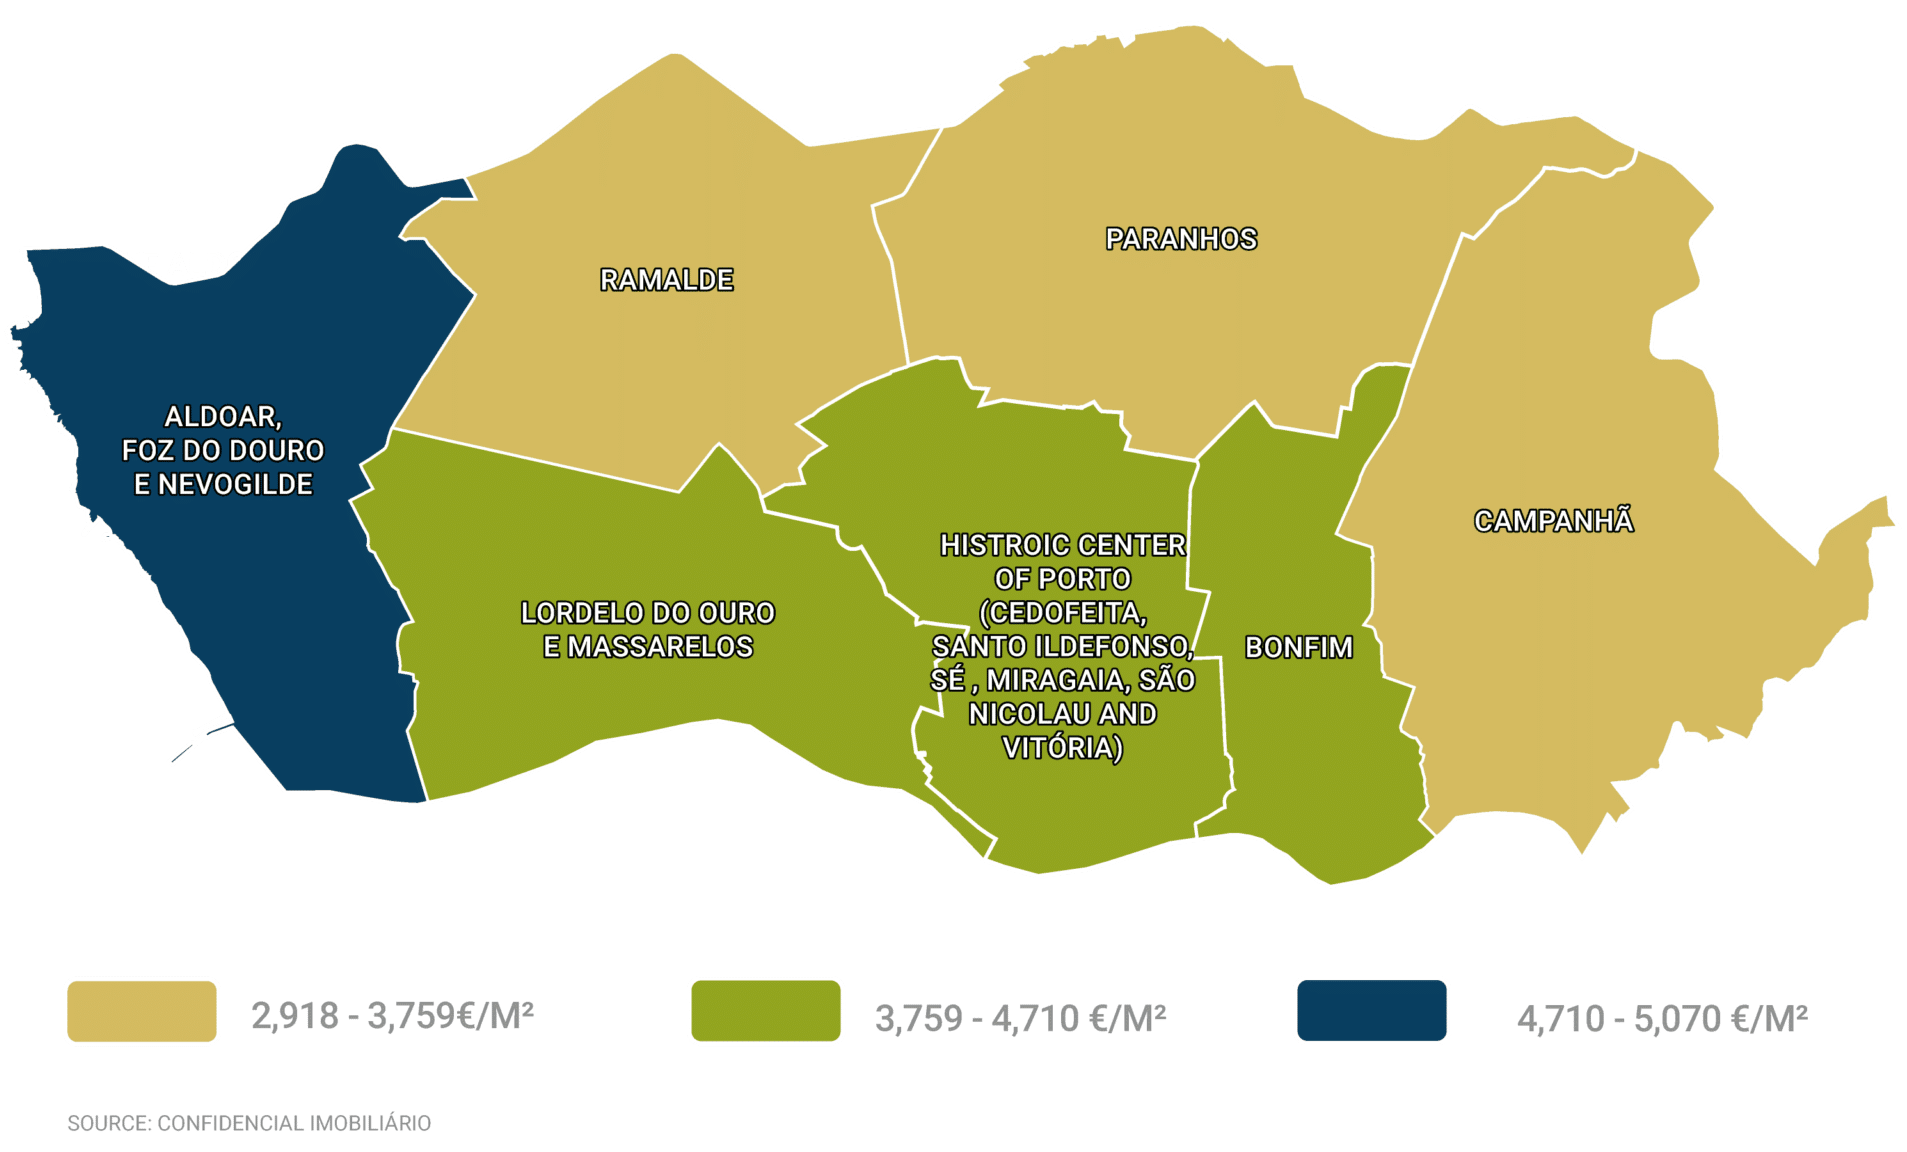 PARANHOS
RAMALDE
ALDOAR,
FOZ DO DOURO
E NEVOGILDE
CAMPANHÃ
LORDELO DO OURO
E MASSARELOS
HISTROIC CENTER
OF PORTO
(CEDOFEITA,
SANTO ILDEFONSO,
SÉ , MIRAGAIA, SÃO
NICOLAU AND
VITÓRIA)
BONFIM
2,918 - 3,759€/M²
3,759 - 4,710 €/M²
4,710 - 5,070 €/M²
SOURCE: CONFIDENCIAL IMOBILIÁRIO